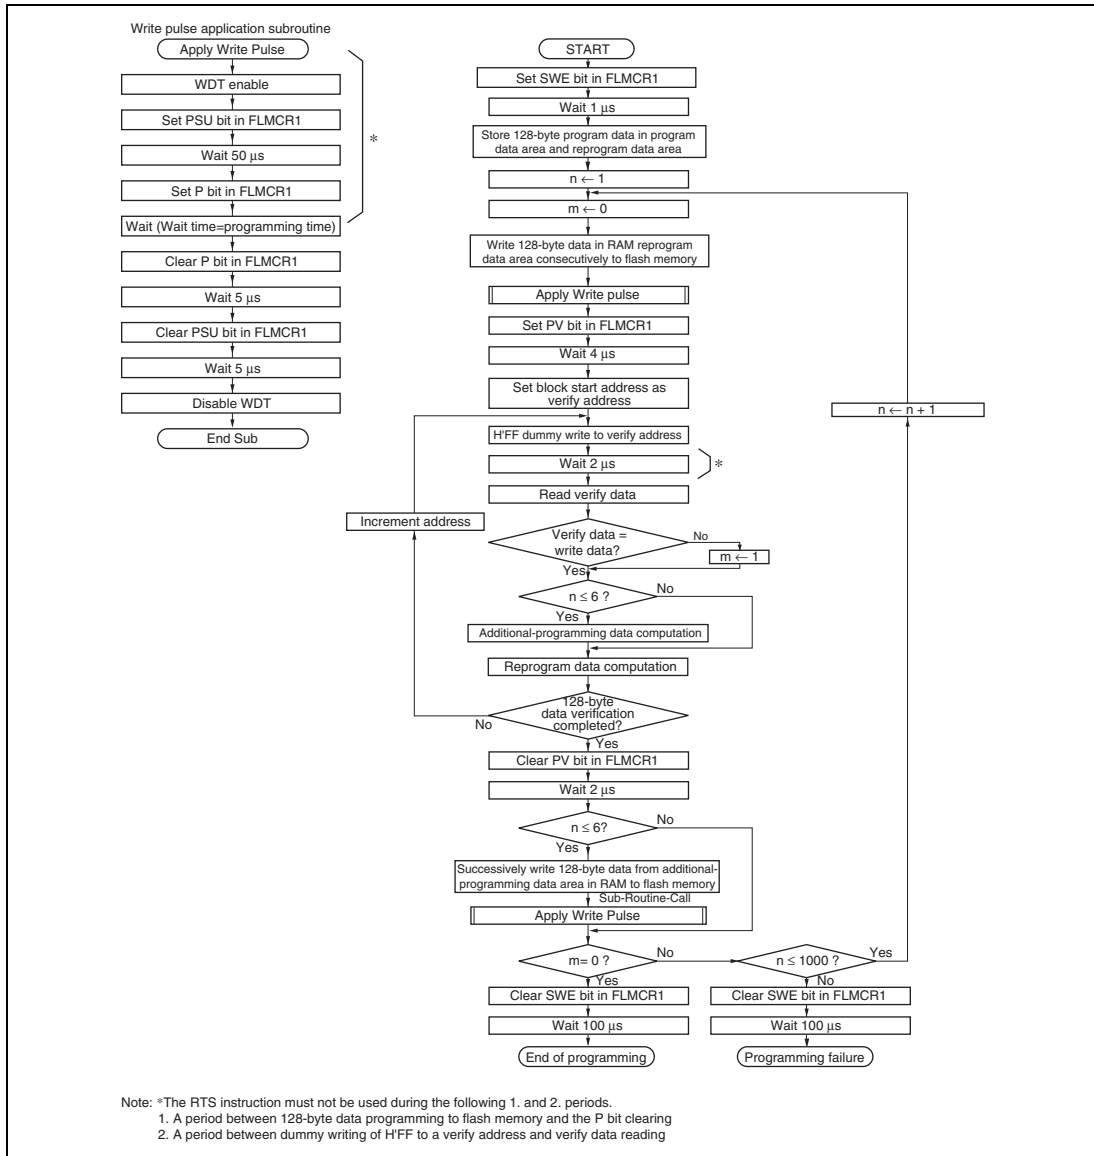 Write pulse application subroutine
Apply Write Pulse
WDT enable
Set PSU bit in FLMCR1
Wait 50 μs
Set P bit in FLMCR1
Wait (Wait time=programming time)
Clear P bit in FLMCR1
Wait 5 μs
Clear PSU bit in FLMCR1
Wait 5 μs
Disable WDT
End Sub
*
START
Set SWE bit in FLMCR1
Wait 1 μs
Store 128-byte program data in program
data area and reprogram data area
n ← 1
m ← 0
Write 128-byte data in RAM reprogram
data area consecutively to flash memory
Apply Write pulse
Set PV bit in FLMCR1
Wait 4 μs
Set block start address as
verify address
n ← n + 1
H'FF dummy write to verify address
Wait 2 μs
*
Read verify data
Increment address
Verify data =
write data?
No
m ← 1
Yes
n ≤ 6 ?
No
Yes
Additional-programming data computation
Reprogram data computation
128-byte
data verification
completed?
No
Yes
Clear PV bit in FLMCR1
Wait 2 μs
n ≤ 6?
No
Yes
Successively write 128-byte data from additional-
programming data area in RAM to flash memory
Sub-Routine-Call
Apply Write Pulse
m= 0 ?
No
n ≤ 1000 ?
Yes
Yes
No
Clear SWE bit in FLMCR1
Clear SWE bit in FLMCR1
Wait 100 μs
Wait 100 μs
End of programming
Programming failure
Note: *The RTS instruction must not be used during the following 1. and 2. periods.
1. A period between 128-byte data programming to flash memory and the P bit clearing
2. A period between dummy writing of H'FF to a verify address and verify data reading